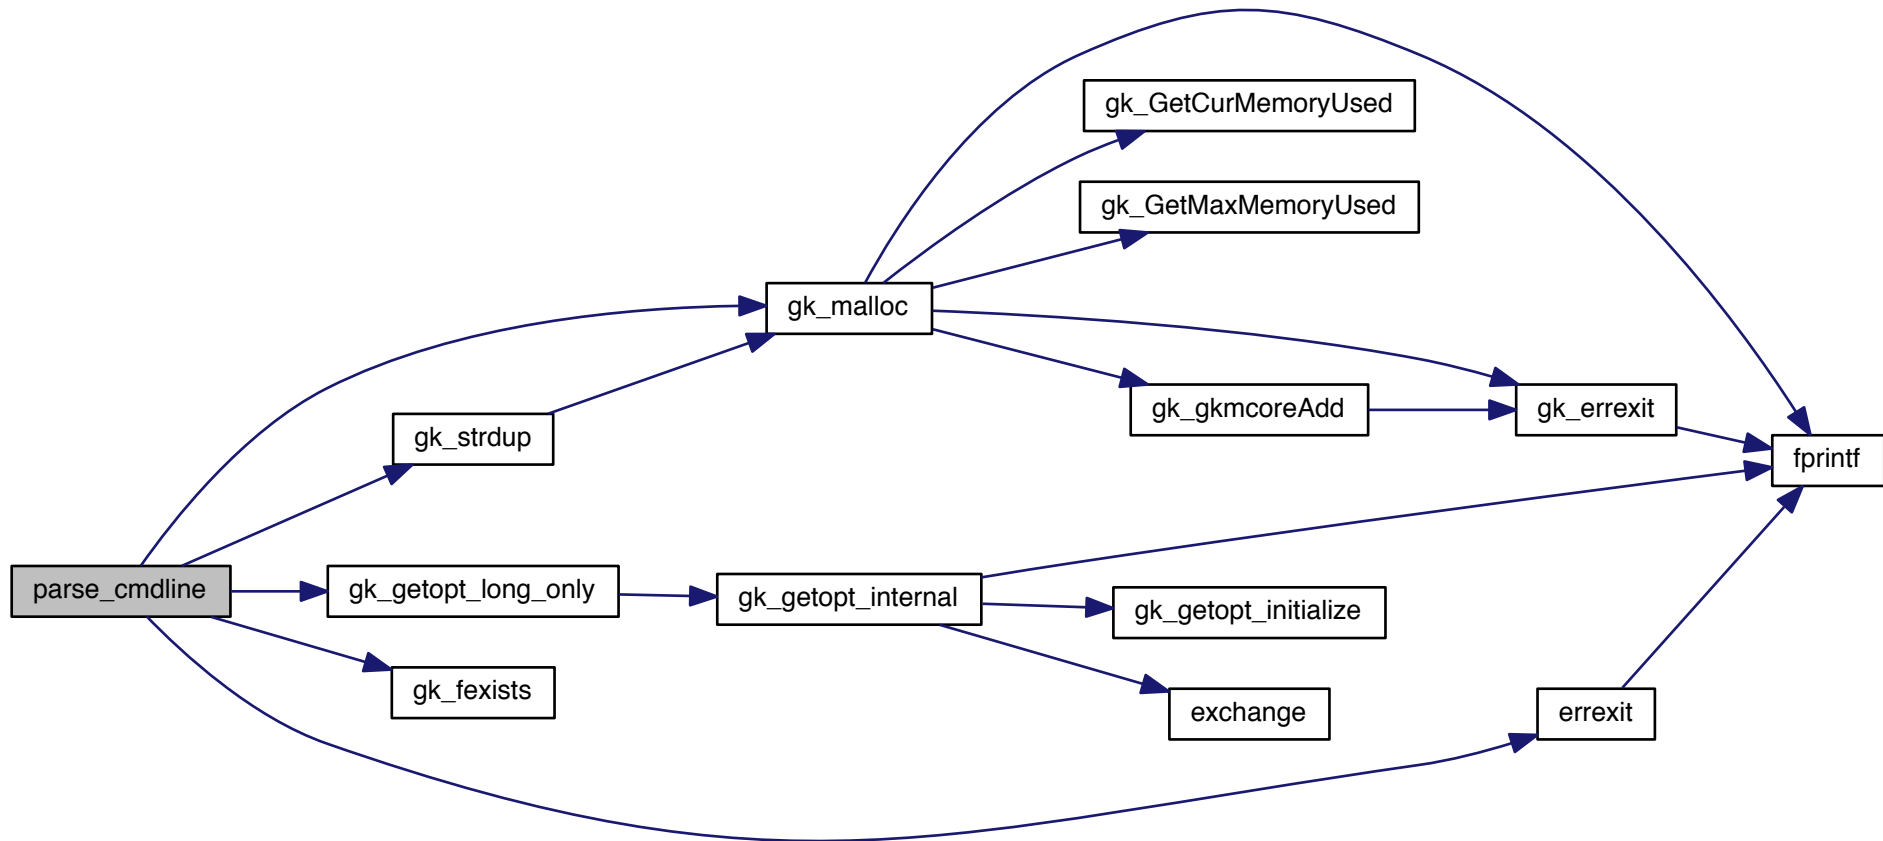 gk_GetCurMemoryUsed
gk_GetMaxMemoryUsed
gk_malloc
gk_gkmcoreAdd
gk_errexit
gk_strdup
fprintf
parse_cmdline
gk_getopt_long_only
gk_getopt_internal
gk_getopt_initialize
gk_fexists
exchange
errexit